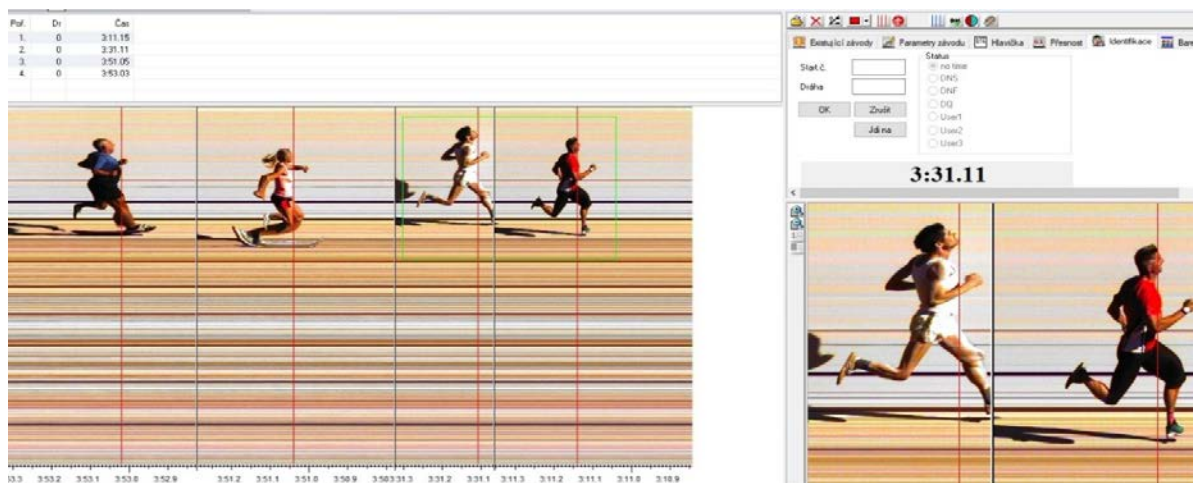 Poř. Dr Čas
1. 0 3:11.15
2. 0 3:31.11
3. 0 3:51.05
4. 0 3:53.03
Existující závody Parametry závodu Hlavička Přesnost Identifikace
Start.č.
Dráha
OK Zrušit
Jdi na
Status
no time
DNS
DNF
DQ
User1
User2
User3
3:31.11
3:53.2 3:53.1 3:53.0 3:52.9 3:51.2 3:51.1 3:51.0 3:50.9 3:31.3 3:31.2 3:31.1 3:11.3 3:11.2 3:11.1 3:11.0 3:10.9